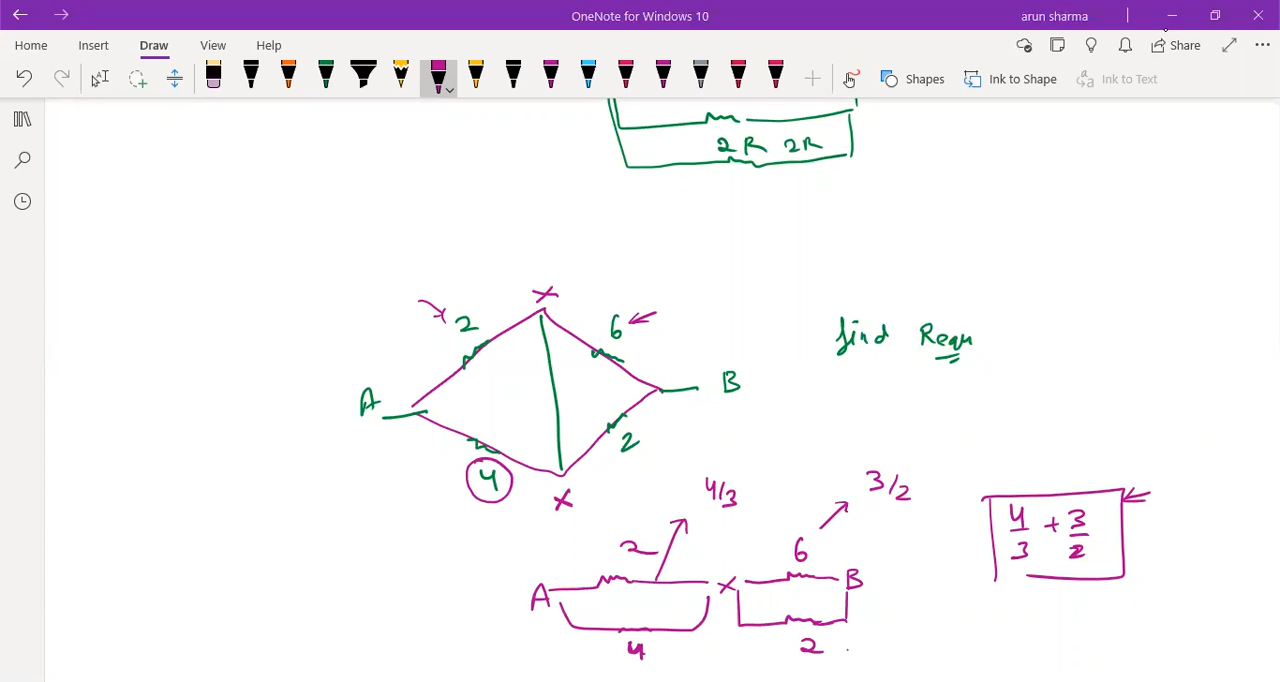 OneNote for Windows 10
arun sharma
Home Insert Draw View Help
Share
Shapes Ink to Shape Ink to Text
2R 2R
X
2 6
find Requ
A B
4 2
X
4/3 3/2
4/3 + 3/2
2 6
A X B
4 2